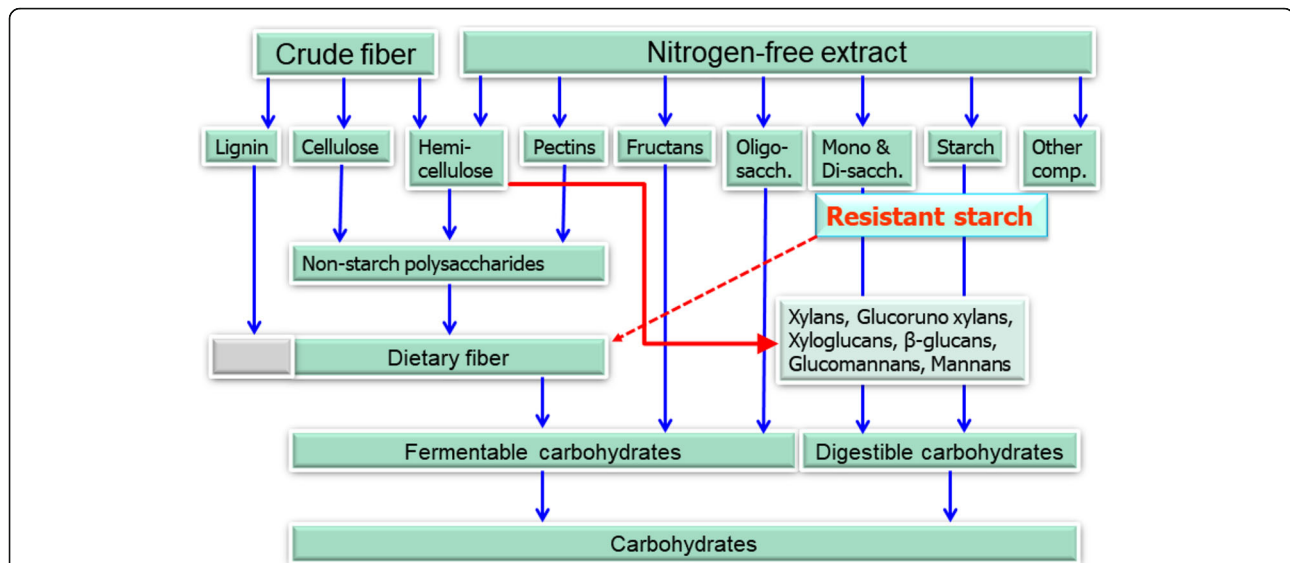 Crude fiber
Nitrogen-free extract
Lignin
Cellulose
Hemi-
cellulose
Pectins
Fructans
Oligo-
sacch.
Mono &
Di-sacch.
Starch
Other
comp.
Resistant starch
Non-starch polysaccharides
Xylans, Glucoruno xylans,
Xyloglucans, β-glucans,
Glucomannans, Mannans
Dietary fiber
Fermentable carbohydrates
Digestible carbohydrates
Carbohydrates